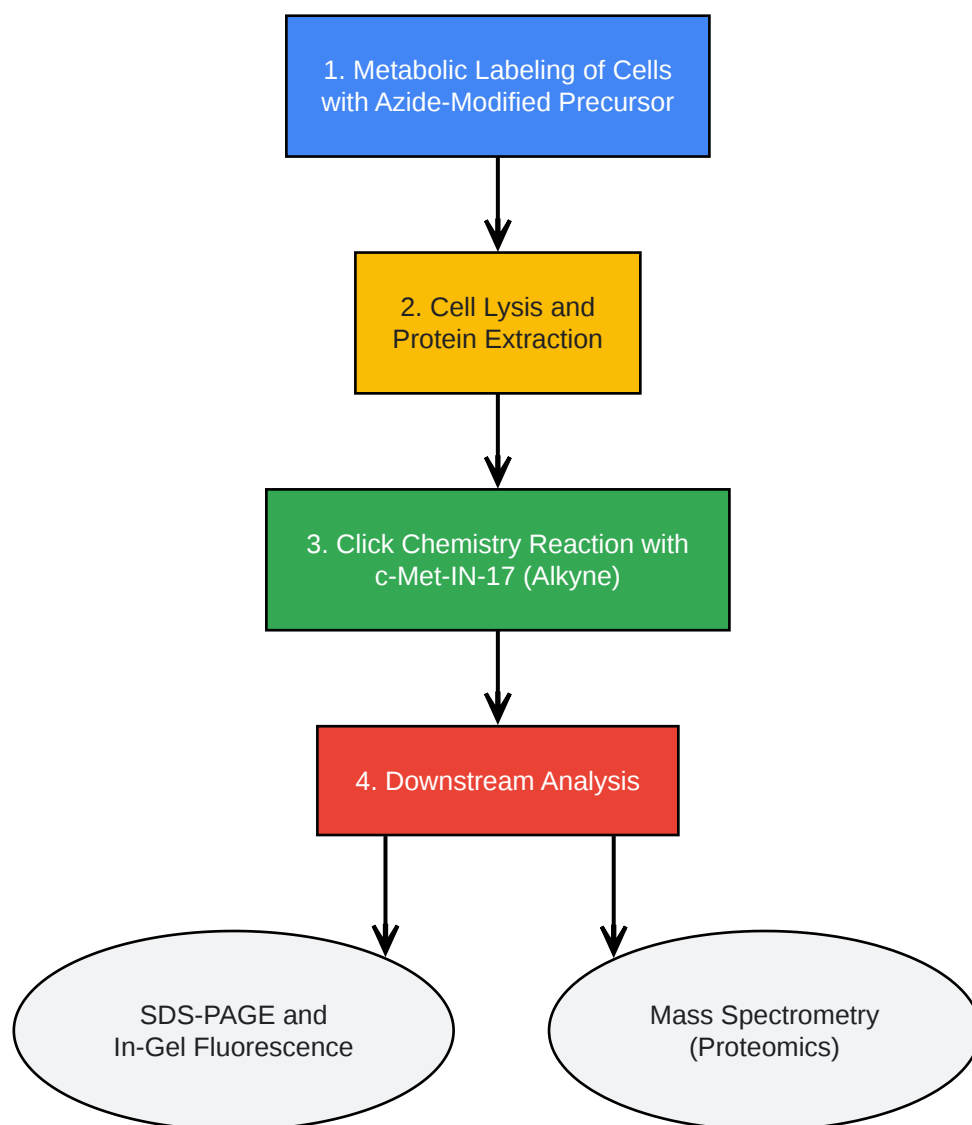 1. Metabolic Labeling of Cells
with Azide-Modified Precursor
2. Cell Lysis and
Protein Extraction
3. Click Chemistry Reaction with
c-Met-IN-17 (Alkyne)
4. Downstream Analysis
SDS-PAGE and
In-Gel Fluorescence
Mass Spectrometry
(Proteomics)